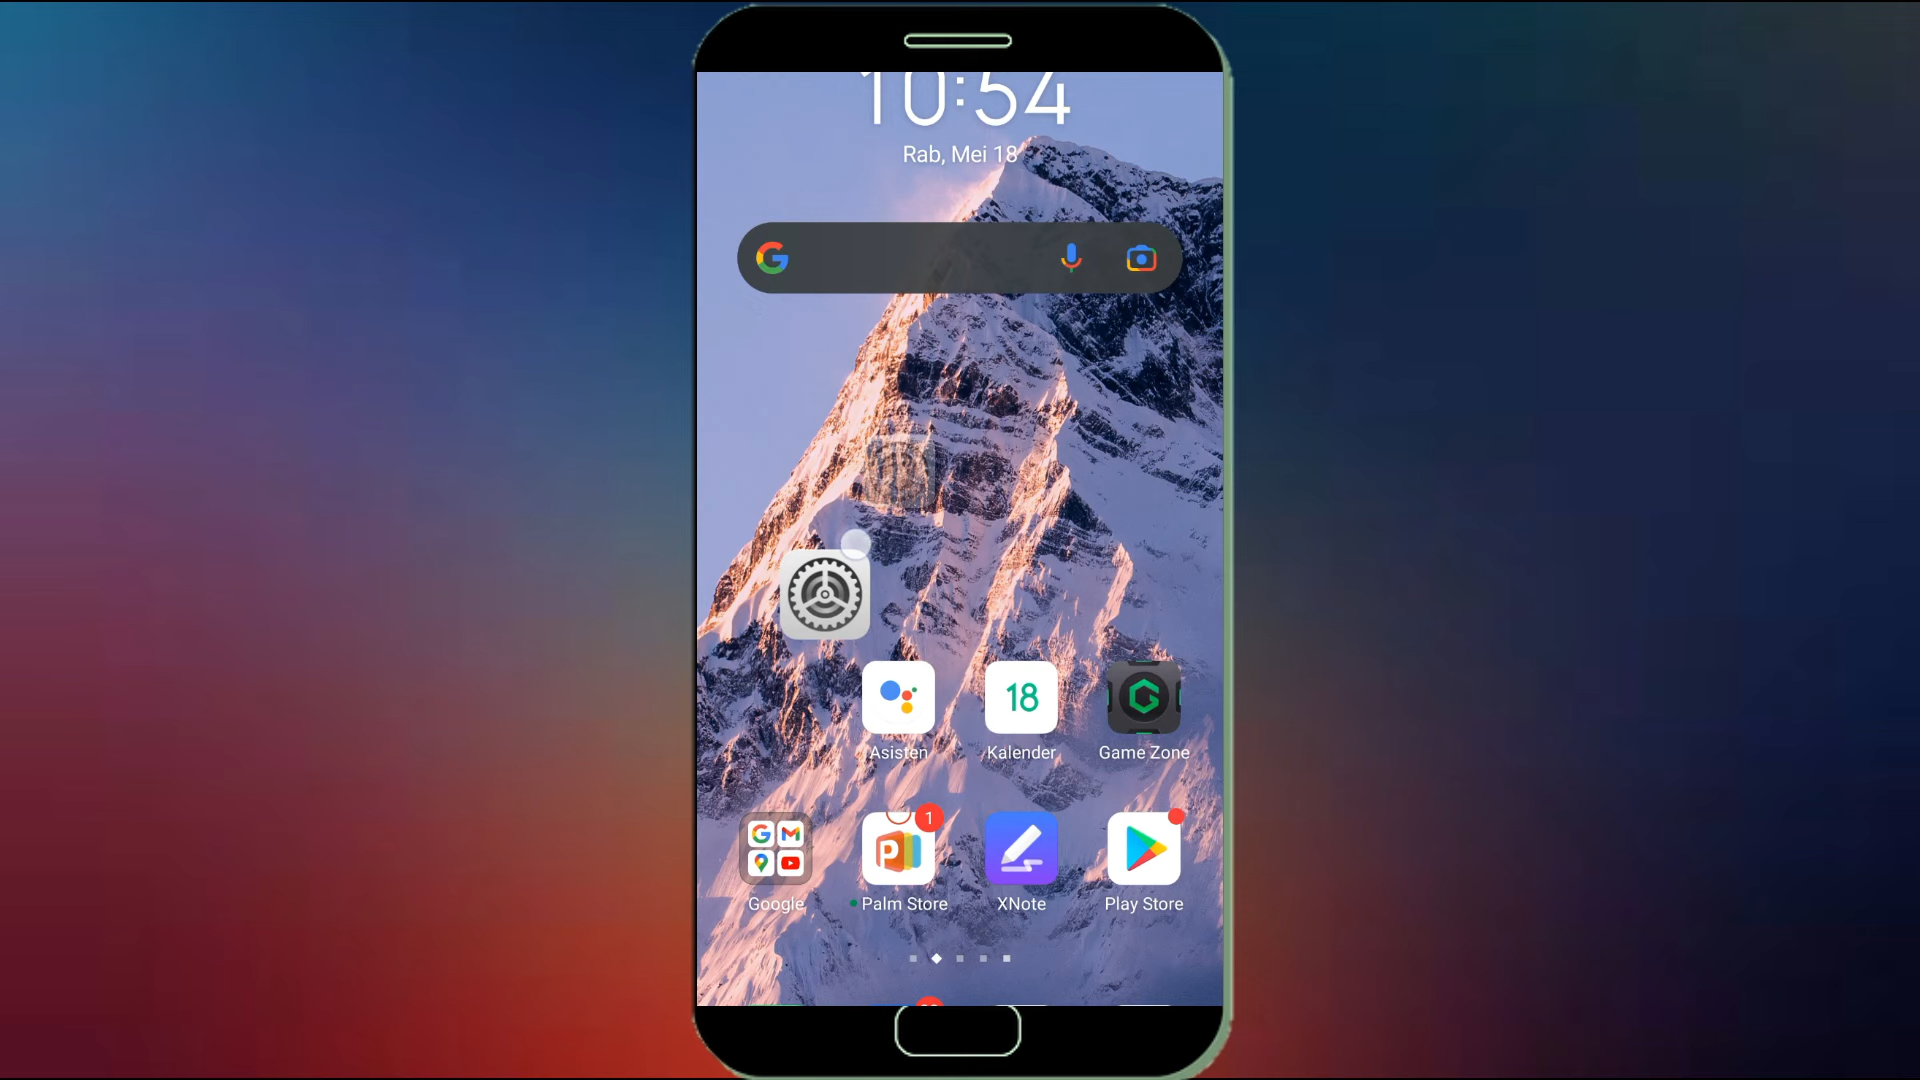 10:54
Rab, Mei 18
18
Asisten
Kalender
Game Zone
1
Google
Palm Store
XNote
Play Store